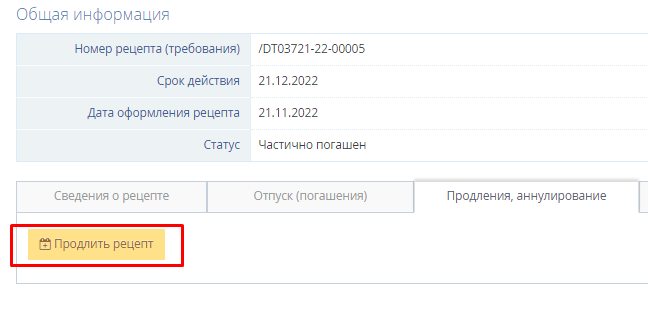 Общая информация
Номер рецепта (требования) /DT03721-22-00005
Срок действия 21.12.2022
Дата оформления рецепта 21.11.2022
Статус Частично погашен
Сведения о рецепте Отпуск (погашения) Продления, аннулирование
Продлить рецепт